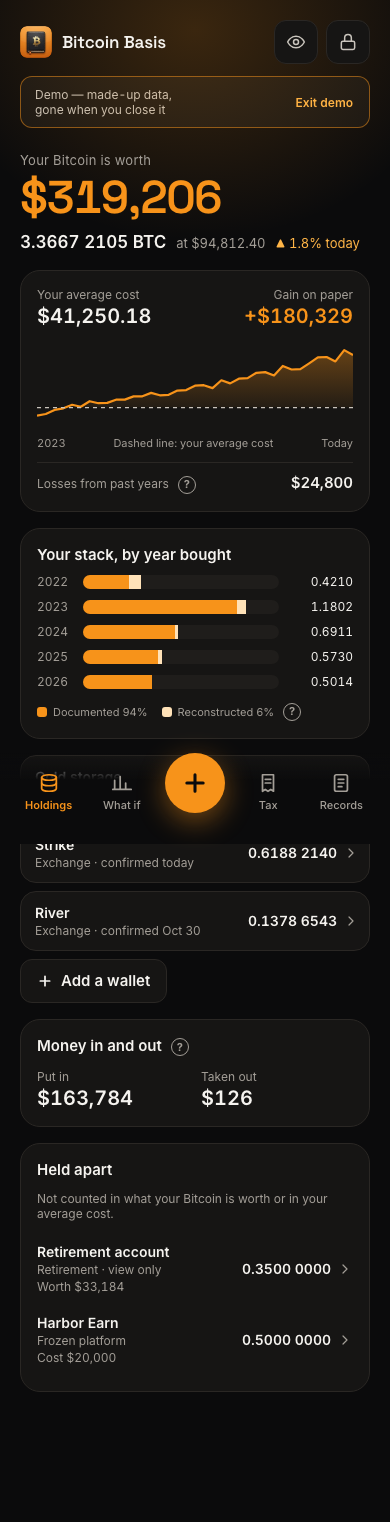 Bitcoin Basis
Demo — made-up data,
gone when you close it
Exit demo
Your Bitcoin is worth
$319,206
3.3667 2105 BTC at $94,812.40 ▲ 1.8% today
Your average cost Gain on paper
$41,250.18 +$180,329
2023 Dashed line: your average cost Today
Losses from past years ? $24,800
Your stack, by year bought
2022 0.4210
2023 1.1802
2024 0.6911
2025 0.5730
2026 0.5014
Documented 94% Reconstructed 6% ?
Holdings What if + Tax Records
Strike
Exchange · confirmed today
0.6188 2140
River
Exchange · confirmed Oct 30
0.1378 6543
+ Add a wallet
Money in and out ?
Put in Taken out
$163,784 $126
Held apart
Not counted in what your Bitcoin is worth or in your
average cost.
Retirement account
Retirement · view only
Worth $33,184
0.3500 0000
Harbor Earn
Frozen platform
Cost $20,000
0.5000 0000